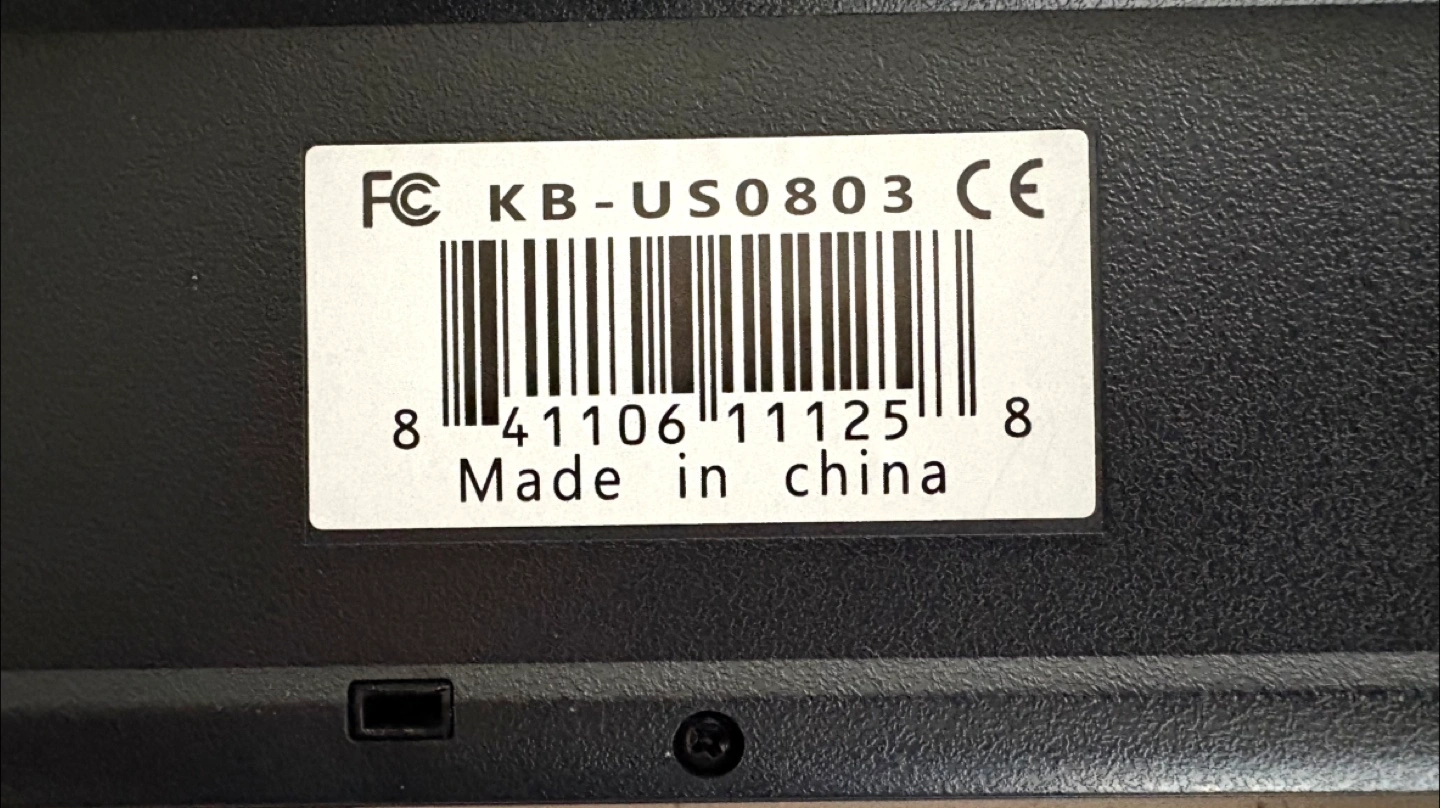 FC KB-US0803 CE
8 41106 11125 8
Made in china